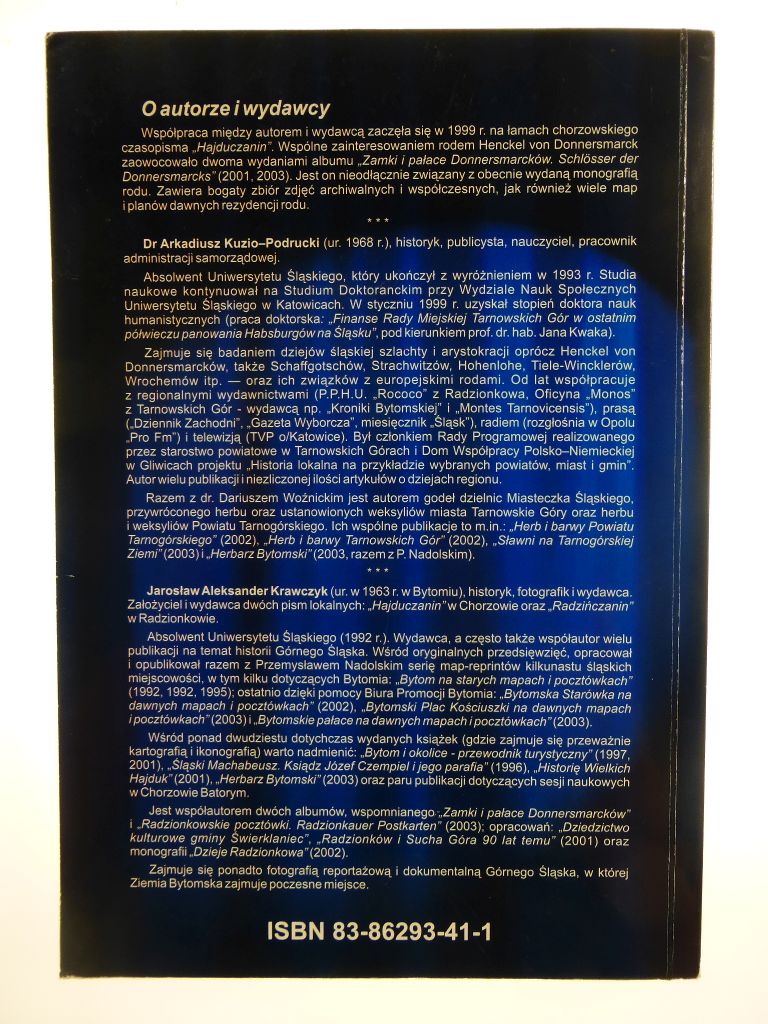 O autorze i wydawcy
Współpraca między autorem i wydawcą zaczęła się w 1999 r. na łamach chorzowskiego
czasopisma „Hajduczanin”. Wspólne zainteresowaniem rodem Henckel von Donnersmarck
zaowocowało dwoma wydaniami albumu „Zamki i pałace Donnersmarcków. Schlösser der
Donnersmarcks” (2001, 2003). Jest on nieodłącznie związany z obecnie wydaną monografią
rodu. Zawiera bogaty zbiór zdjęć archiwalnych i współczesnych, jak również wiele map
i planów dawnych rezydencji rodu.
* * *
Dr Arkadiusz Kuzio–Podrucki (ur. 1968 r.), historyk, publicysta, nauczyciel, pracownik
administracji samorządowej.
Absolwent Uniwersytetu Śląskiego, który ukończył z wyróżnieniem w 1993 r. Studia
naukowe kontynuował na Studium Doktoranckim przy Wydziale Nauk Społecznych
Uniwersytetu Śląskiego w Katowicach. W styczniu 1999 r. uzyskał stopień doktora nauk
humanistycznych (praca doktorska: „Finanse Rady Miejskiej Tarnowskich Gór w ostatnim
półwieczu panowania Habsburgów na Śląsku”, pod kierunkiem prof. dr. hab. Jana Kwaka).
Zajmuje się badaniem dziejów śląskiej szlachty i arystokracji oprócz Henckel von
Donnersmarcków, także Schaffgotschów, Strachwitzów, Hohenlohe, Tiele-Wincklerów,
Wrochemów itp. — oraz ich związków z europejskimi rodami. Od lat współpracuje
z regionalnymi wydawnictwami (P.P.H.U. „Rococo” z Radzionkowa, Oficyna „Monos”
z Tarnowskich Gór - wydawcą np. „Kroniki Bytomskiej” i „Montes Tarnovicensis”), prasą
(„Dziennik Zachodni”, „Gazeta Wyborcza”, miesięcznik „Śląsk”), radiem (rozgłośnia w Opolu
„Pro Fm”) i telewizją (TVP o/Katowice). Był członkiem Rady Programowej realizowanego
przez starostwo powiatowe w Tarnowskich Górach i Dom Współpracy Polsko–Niemieckiej
w Gliwicach projektu „Historia lokalna na przykładzie wybranych powiatów, miast i gmin”.
Autor wielu publikacji i niezliczonej ilości artykułów o dziejach regionu.
Razem z dr. Dariuszem Woźnickim jest autorem godeł dzielnic Miasteczka Śląskiego,
przywróconego herbu oraz ustanowionych weksyliów miasta Tarnowskie Góry oraz herbu
i weksyliów Powiatu Tarnogórskiego. Ich wspólne publikacje to m.in.: „Herb i barwy Powiatu
Tarnogórskiego” (2002), „Herb i barwy Tarnowskich Gór” (2002), „Sławni na Tarnogórskiej
Ziemi” (2003) i „Herbarz Bytomski” (2003, razem z P. Nadolskim).
* * *
Jarosław Aleksander Krawczyk (ur. w 1963 r. w Bytomiu), historyk, fotografik i wydawca.
Założyciel i wydawca dwóch pism lokalnych: „Hajduczanin” w Chorzowie oraz „Radzińczanin”
w Radzionkowie.
Absolwent Uniwersytetu Śląskiego (1992 r.). Wydawca, a często także współautor wielu
publikacji na temat historii Górnego Śląska. Wśród oryginalnych przedsięwzięć, opracował
i opublikował razem z Przemysławem Nadolskim serię map-reprintów kilkunastu śląskich
miejscowości, w tym kilku dotyczących Bytomia: „Bytom na starych mapach i pocztówkach”
(1992, 1992, 1995); ostatnio dzięki pomocy Biura Promocji Bytomia: „Bytomska Starówka na
dawnych mapach i pocztówkach” (2002), „Bytomski Plac Kościuszki na dawnych mapach
i pocztówkach” (2003) i „Bytomskie pałace na dawnych mapach i pocztówkach” (2003).
Wśród ponad dwudziestu dotychczas wydanych książek (gdzie zajmuje się przeważnie
kartografią i ikonografią) warto nadmienić: „Bytom i okolice - przewodnik turystyczny” (1997,
2001), „Śląski Machabeusz. Ksiądz Józef Czempiel i jego parafia” (1996), „Historię Wielkich
Hajduk” (2001), „Herbarz Bytomski” (2003) oraz paru publikacji dotyczących sesji naukowych
w Chorzowie Batorym.
Jest współautorem dwóch albumów, wspomnianego „Zamki i pałace Donnersmarcków”
i „Radzionkowskie pocztówki. Radzionkauer Postkarten” (2003); opracowań: „Dziedzictwo
kulturowe gminy Świerklaniec”, „Radzionków i Sucha Góra 90 lat temu” (2001) oraz
monografii „Dzieje Radzionkowa” (2002).
Zajmuje się ponadto fotografią reportażową i dokumentalną Górnego Śląska, w której
Ziemia Bytomska zajmuje poczesne miejsce.
ISBN 83-86293-41-1